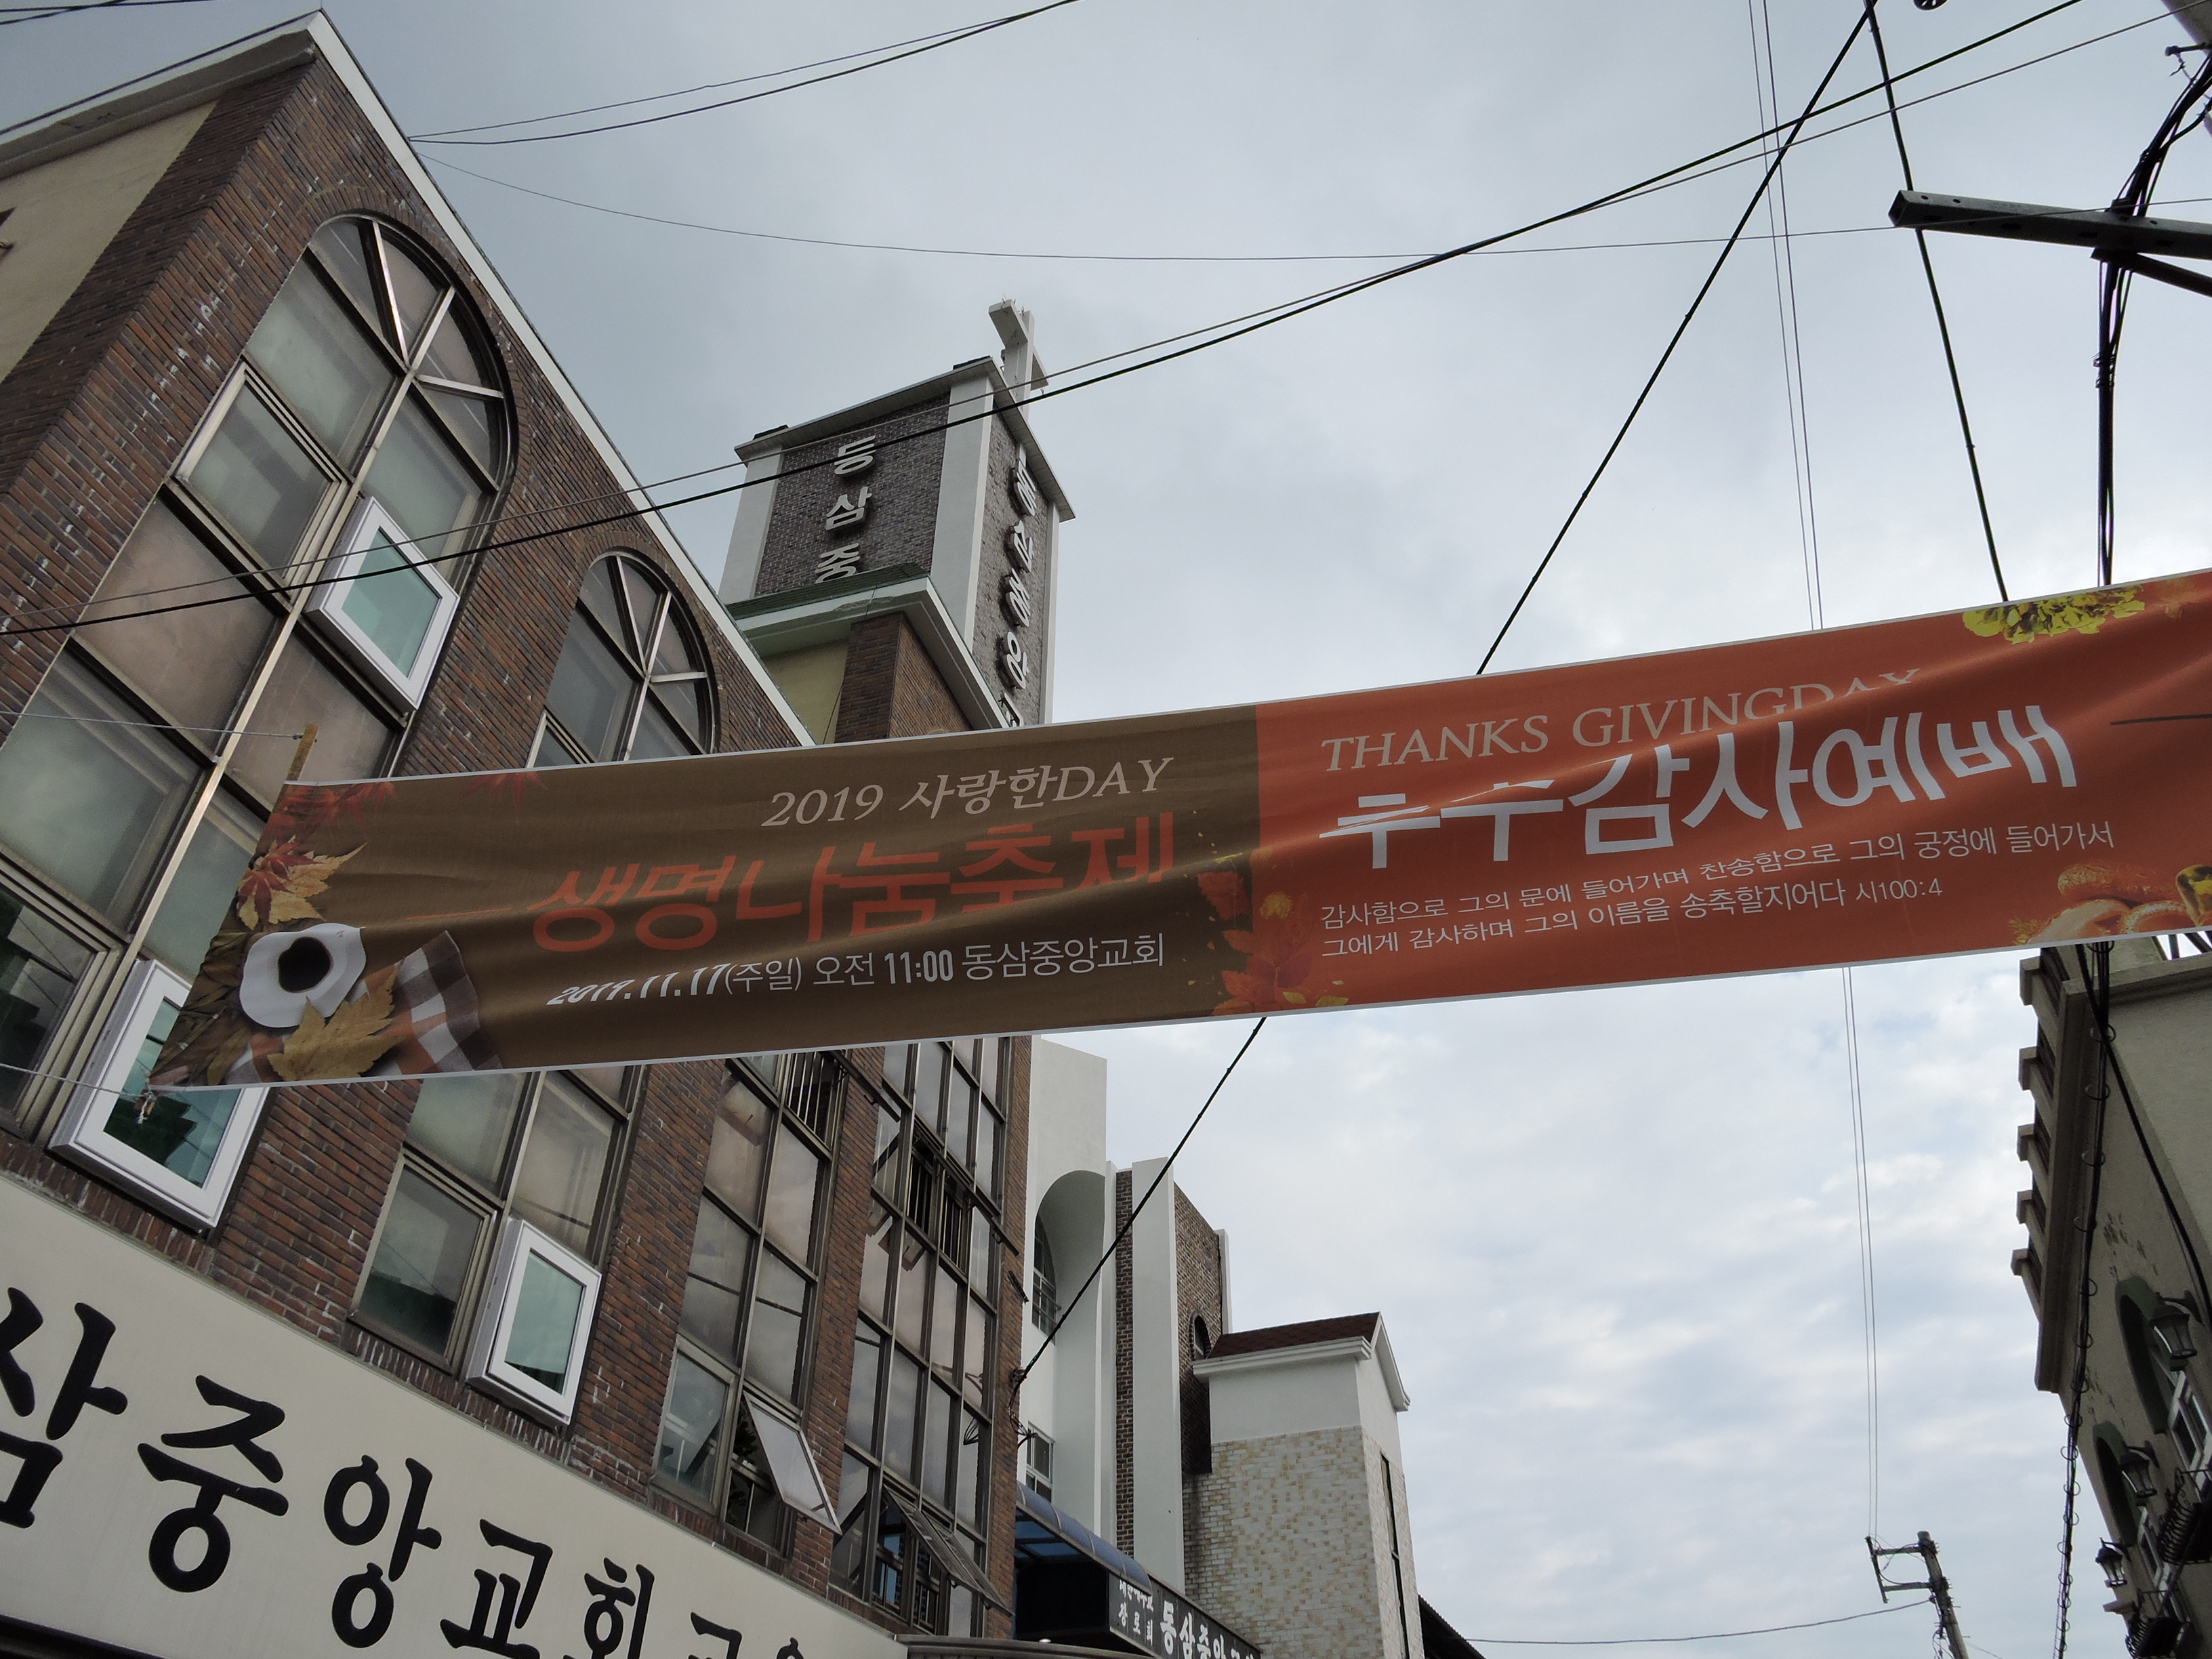 동삼중
동삼중앙
2019 사랑한DAY
생명나눔축제
2019.11.17(주일) 오전 11:00 동삼중앙교회
THANKS GIVINGDAY
추수감사예배
감사함으로 그의 문에 들어가며 찬송함으로 그의 궁정에 들어가서
그에게 감사하며 그의 이름을 송축할지어다 시100:4
삼중앙교회
장로회
동삼중앙